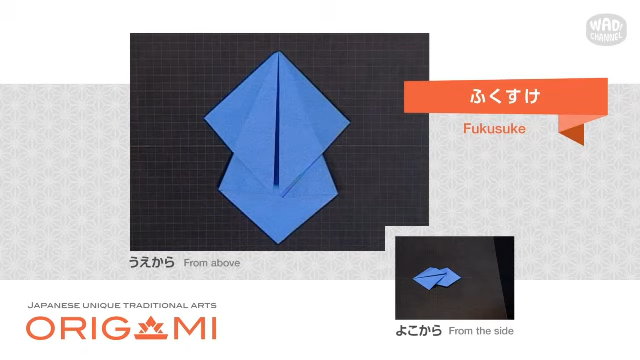 WADY
CHANNEL
ふくすけ
Fukusuke
うえから From above
よこから From the side
JAPANESE UNIQUE TRADITIONAL ARTS
ORIGAMI